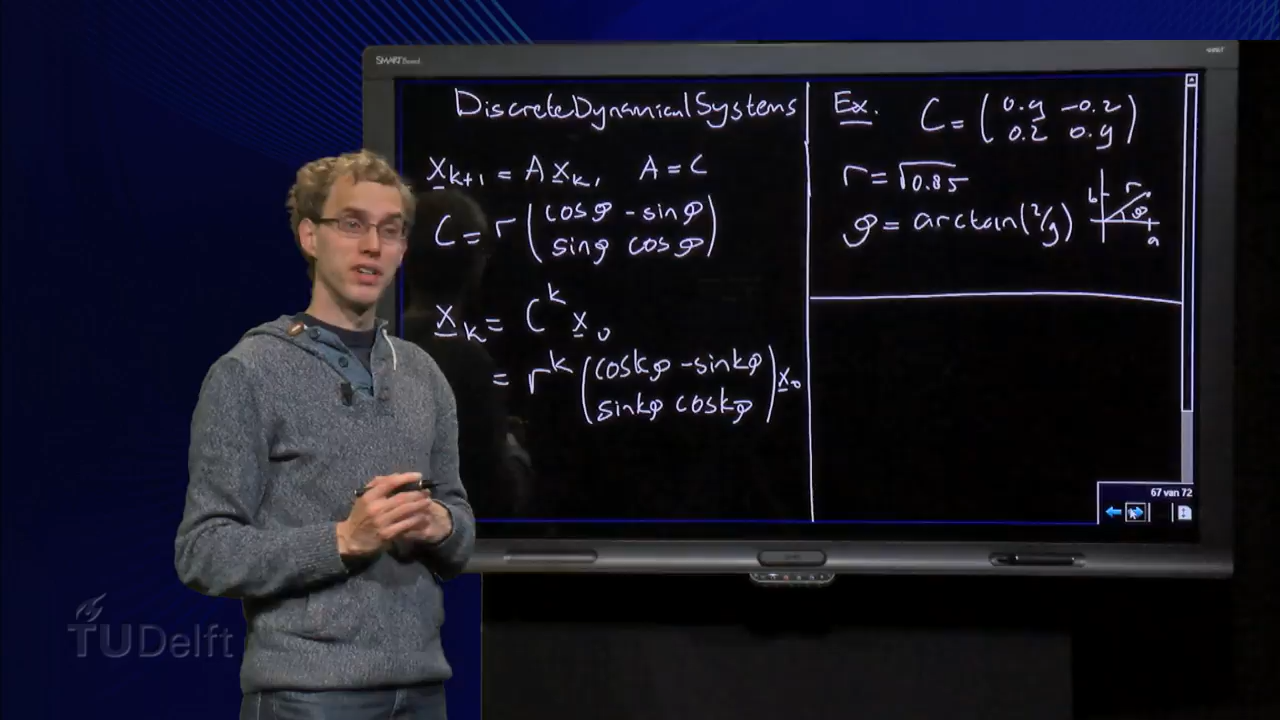 SMART Board
Discrete Dynamical Systems
x_k+1 = A x_k, A = C
C = r ( cos φ - sin φ
sin φ cos φ )
x_k = C^k x_0
= r^k ( cos kφ - sin kφ
sin kφ cos kφ ) x_0
Ex. C = ( 0.9 -0.2
0.2 0.9 )
r = √0.85
φ = arctan(2/9)
b r φ a
67 van 72
TUDelft